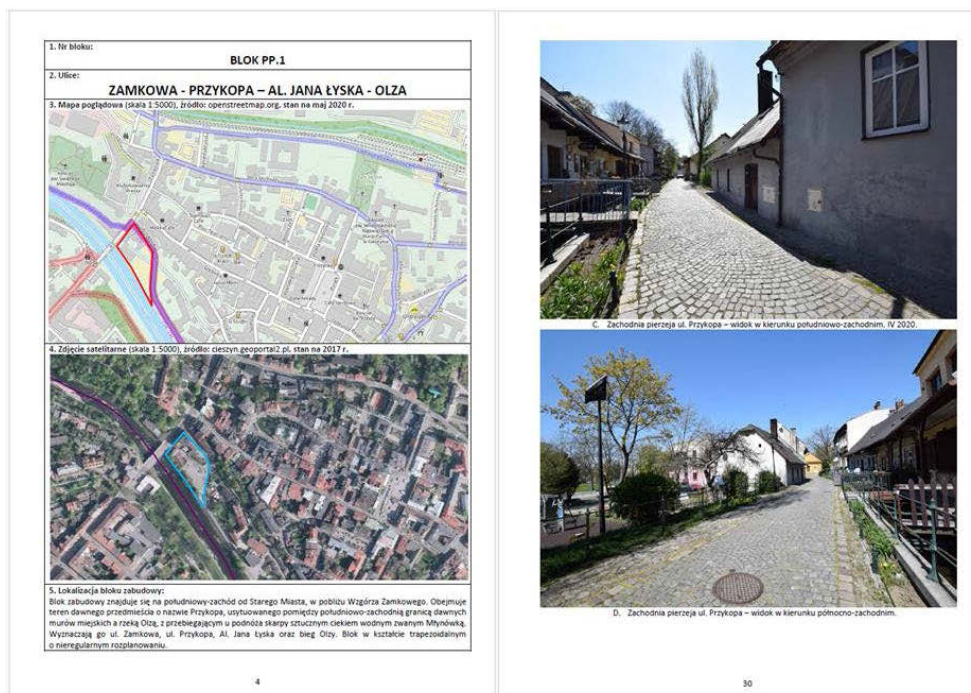 1. Nr bloku:
BLOK PP.1
2. Ulice:
ZAMKOWA - PRZYKOPA – AL. JANA ŁYSKA - OLZA
3. Mapa poglądowa (skala 1:5000), źródło: openstreetmap.org, stan na maj 2020 r.
4. Zdjęcie satelitarne (skala 1:5000), źródło: cieszyn.geoportal2.pl, stan na 2017 r.
5. Lokalizacja bloku zabudowy:
Blok zabudowy znajduje się na południowy-zachód od Starego Miasta, w pobliżu Wzgórza Zamkowego. Obejmuje
teren dawnego przedmieścia o nazwie Przykopa, usytuowanego pomiędzy południowo-zachodnią granicą dawnych
murów miejskich a rzeką Olzą, z przebiegającym u podnóża skarpy sztucznym ciekiem wodnym zwanym Młynówką.
Wyznaczają go ul. Zamkowa, ul. Przykopa, Al. Jana Łyska oraz bieg Olzy. Blok w kształcie trapezoidalnym
o nieregularnym rozplanowaniu.
4
C. Zachodnia pierzeja ul. Przykopa – widok w kierunku południowo-zachodnim. IV 2020.
D. Zachodnia pierzeja ul. Przykopa – widok w kierunku północno-zachodnim.
30